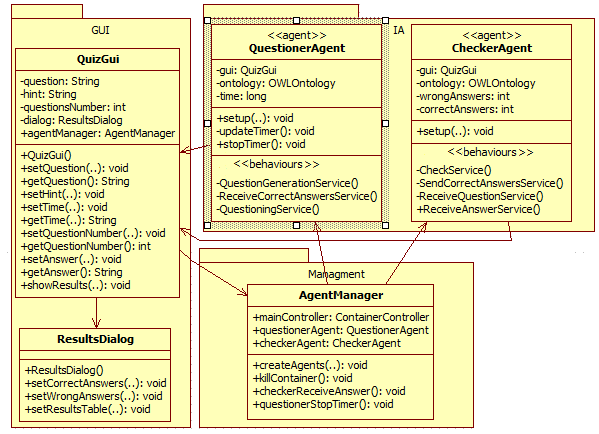 GUI
QuizGui
-question: String
-hint: String
-questionsNumber: int
-dialog: ResultsDialog
+agentManager: AgentManager
+QuizGui()
+setQuestion(..): void
+getQuestion(): String
+setHint(..): void
+setTime(..): void
+getTime(..): String
+setQuestionNumber(..): void
+getQuestionNumber(): int
+setAnswer(..): void
+getAnswer(): String
+showResults(..): void
ResultsDialog
+ResultsDialog()
+setCorrectAnswers(..): void
+setWrongAnswers(..): void
+setResultsTable(..): void
IA
<<agent>>
QuestionerAgent
-gui: QuizGui
-ontology: OWLOntology
-time: long
+setup(..): void
-updateTimer(): void
+stopTimer(): void
<<behaviours>>
-QuestionGenerationService()
-ReceiveCorrectAnswersService()
-QuestioningService()
<<agent>>
CheckerAgent
-gui: QuizGui
-ontology: OWLOntology
-wrongAnswers: int
-correctAnswers: int
+setup(..): void
<<behaviours>>
-CheckService()
-SendCorrectAnswersService()
-ReceiveQuestionService()
+ReceiveAnswerService()
Managment
AgentManager
+mainController: ContainerController
+questionerAgent: QuestionerAgent
+checkerAgent: CheckerAgent
+createAgents(..): void
+killContainer(): void
+checkerReceiveAnswer(): void
+questionerStopTimer(): void